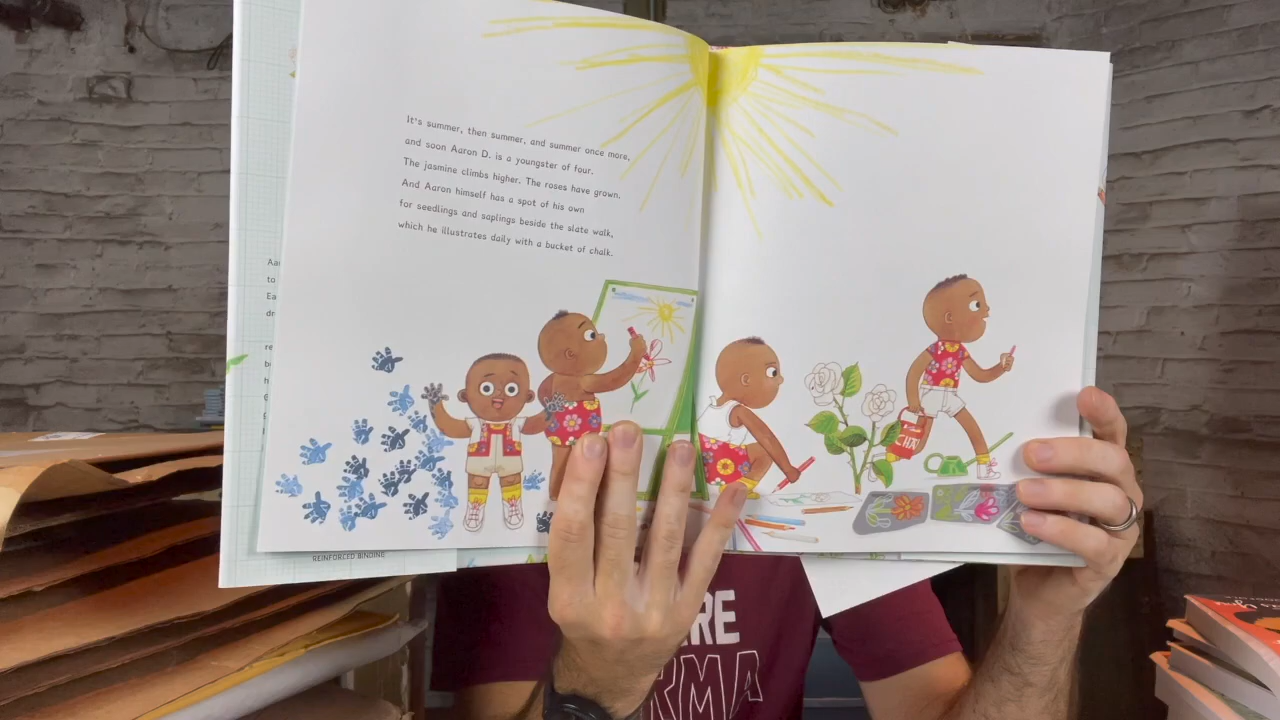 It's summer, then summer, and summer once more,
and soon Aaron D. is a youngster of four.
The jasmine climbs higher. The roses have grown.
And Aaron himself has a spot of his own
for seedlings and saplings beside the slate walk,
which he illustrates daily with a bucket of chalk.
REINFORCED BINDING